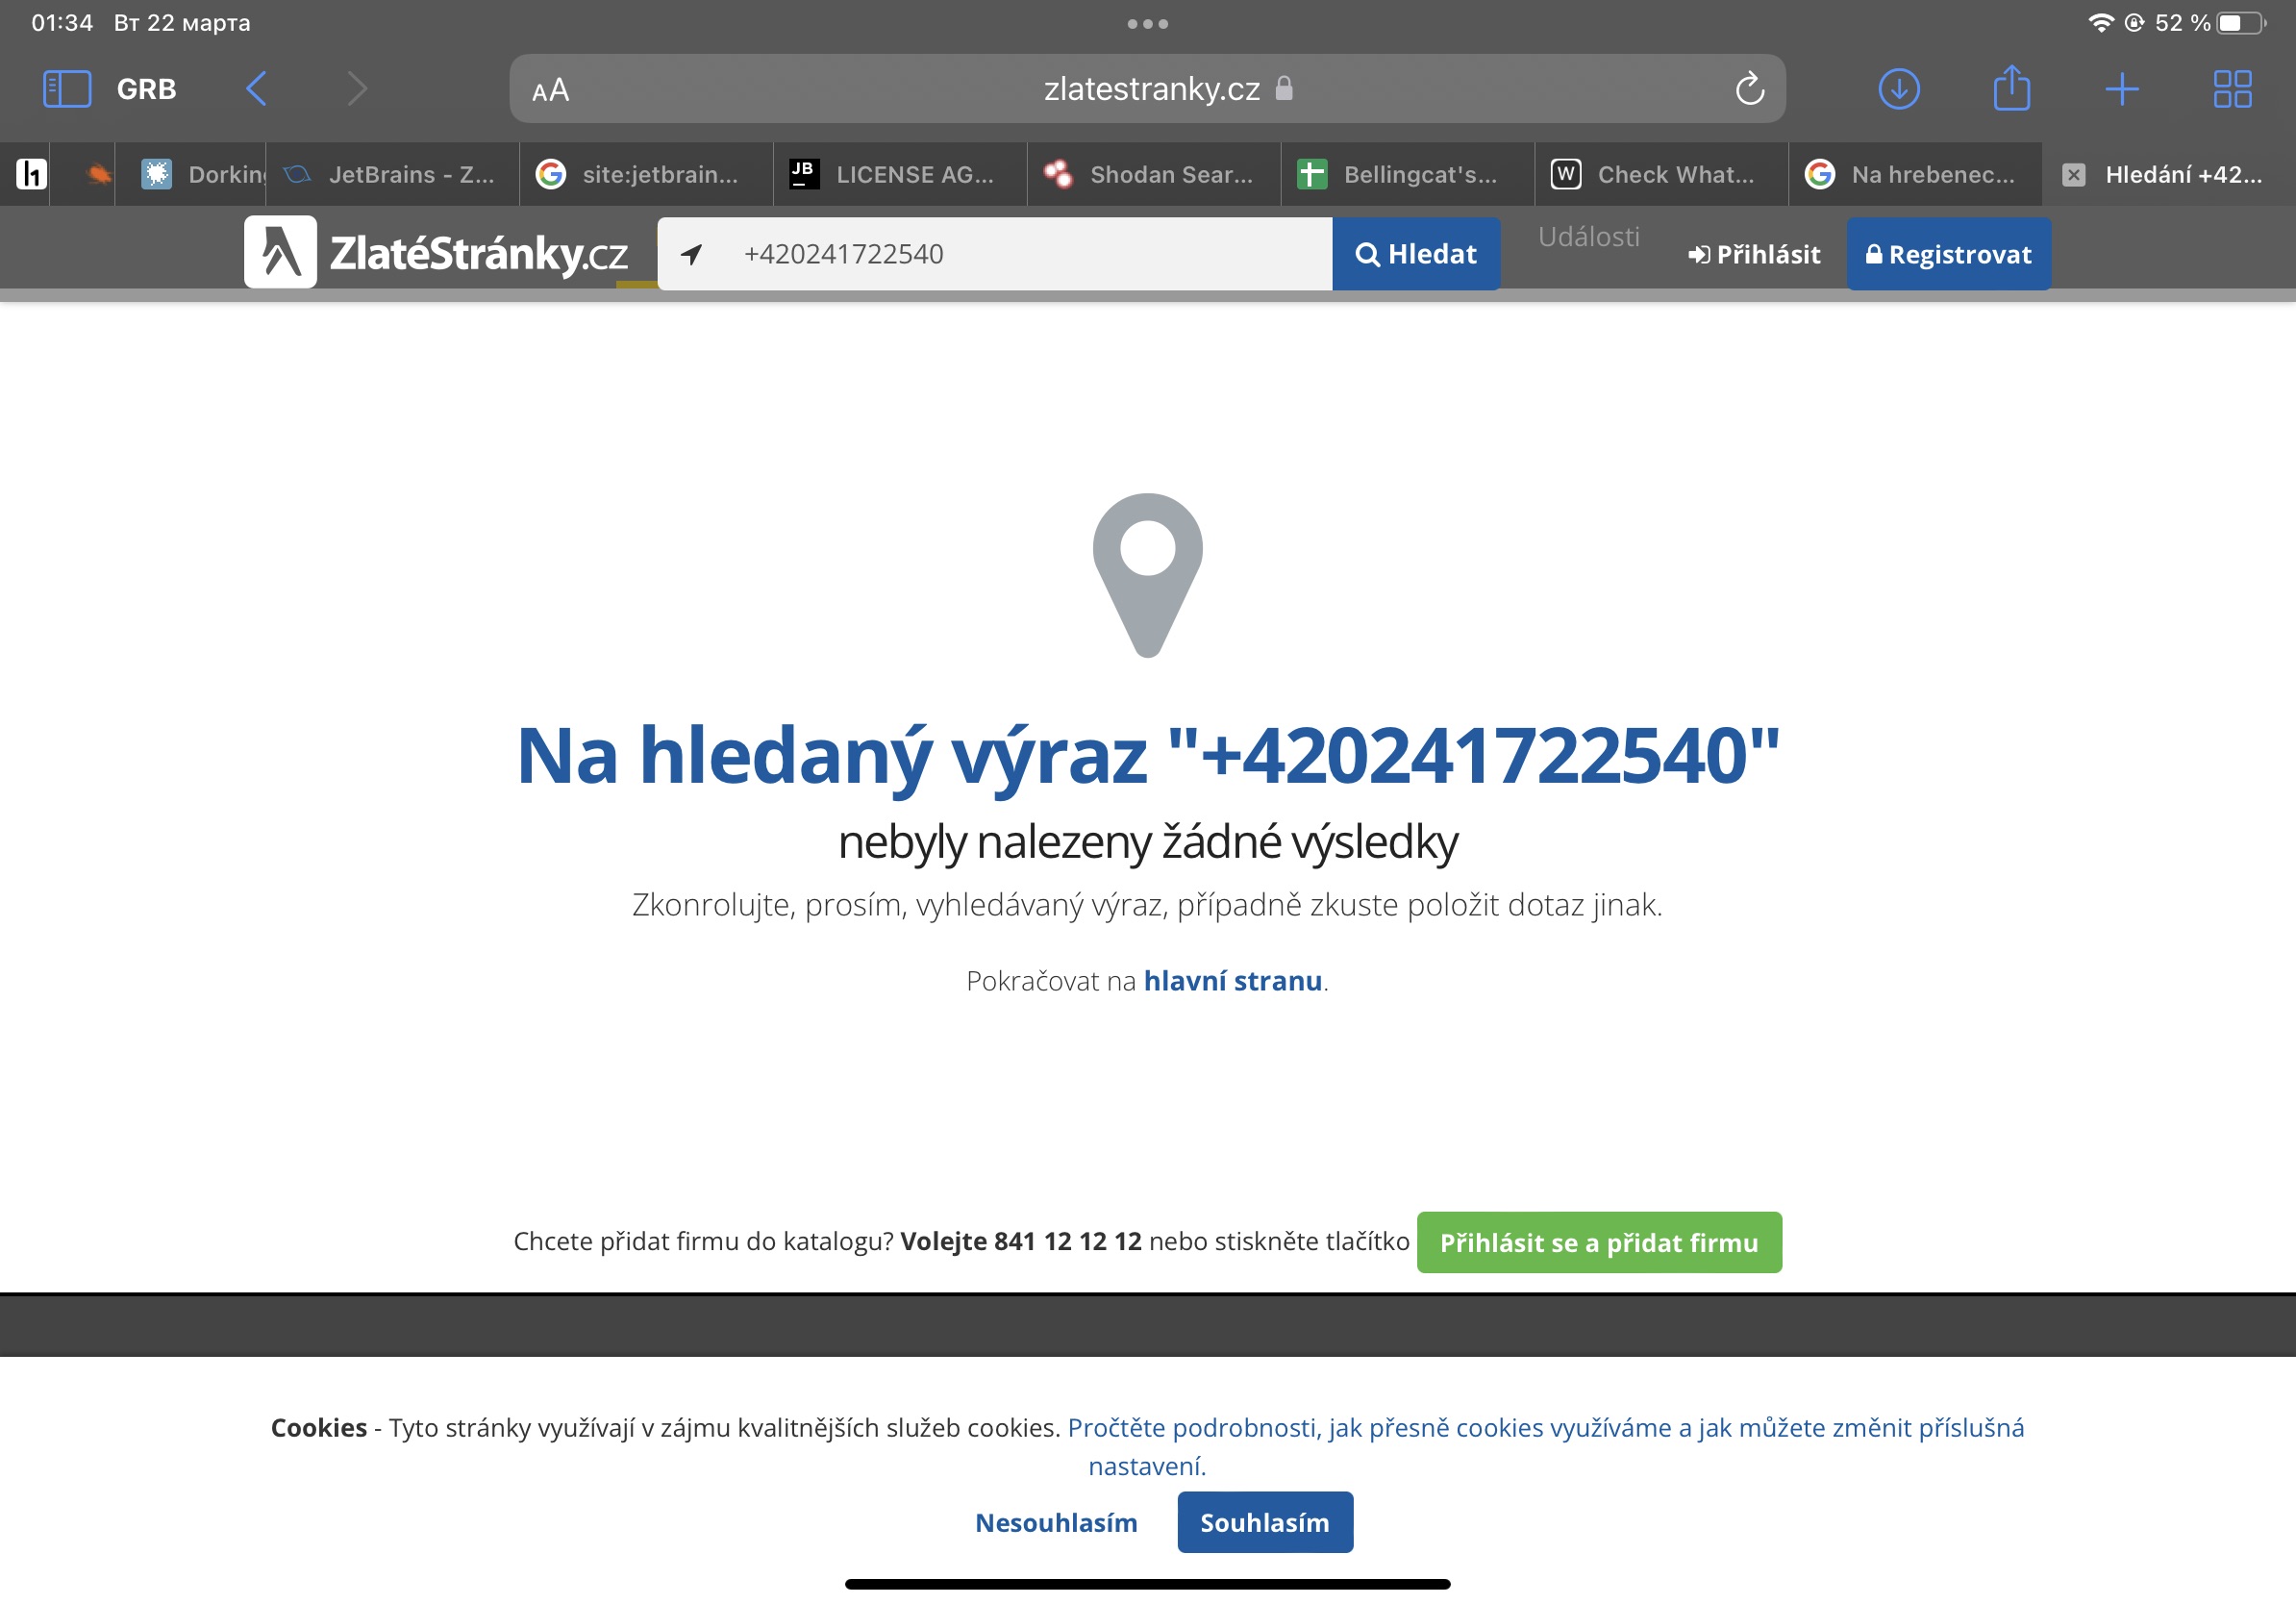 01:34 Вт 22 марта
52 %
GRB
AA
zlatestranky.cz
Dorkin
JetBrains - Z...
site:jetbrain...
JB
LICENSE AG...
Shodan Sear...
Bellingcat's...
W
Check What...
Na hrebenec...
Hledání +42...
ZlatéStránky.cz
+420241722540
Hledat
Události
Přihlásit
Registrovat
Na hledaný výraz "+420241722540"
nebyly nalezeny žádné výsledky
Zkonrolujte, prosím, vyhledávaný výraz, případně zkuste položit dotaz jinak.
Pokračovat na hlavní stranu.
Chcete přidat firmu do katalogu? Volejte 841 12 12 12 nebo stiskněte tlačítko
Přihlásit se a přidat firmu
Cookies - Tyto stránky využívají v zájmu kvalitnějších služeb cookies. Pročtěte podrobnosti, jak přesně cookies využíváme a jak můžete změnit příslušná
nastavení.
Nesouhlasím
Souhlasím